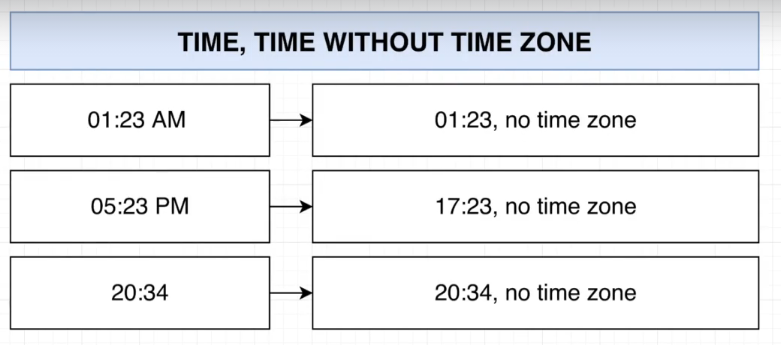 TIME, TIME WITHOUT TIME ZONE
01:23 AM
01:23, no time zone
05:23 PM
17:23, no time zone
20:34
20:34, no time zone